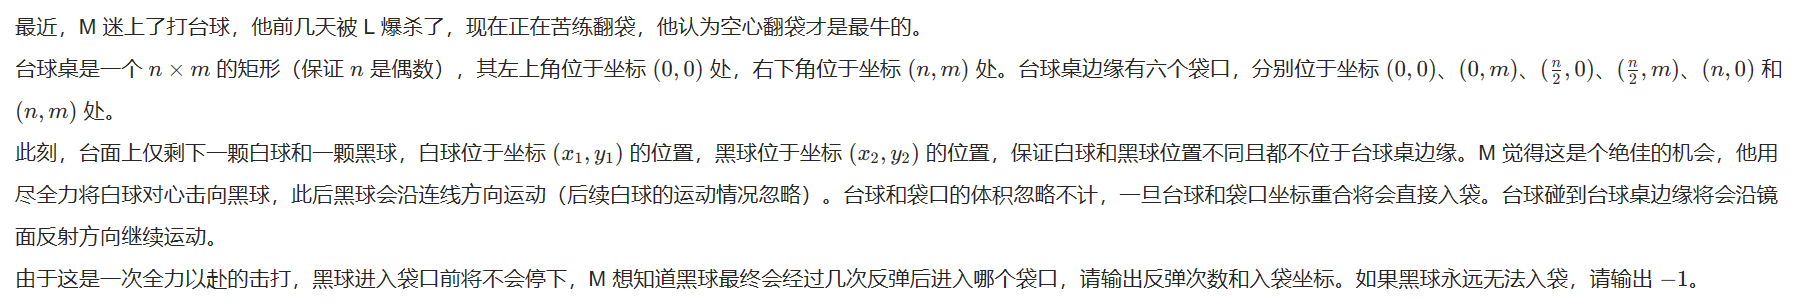 最近，M 迷上了打台球，他前几天被 L 爆杀了，现在正在苦练翻袋，他认为空心翻袋才是最牛的。
台球桌是一个 n × m 的矩形（保证 n 是偶数），其左上角位于坐标 (0, 0) 处，右下角位于坐标 (n, m) 处。台球桌边缘有六个袋口，分别位于坐标 (0, 0)、(0, m)、(n/2, 0)、(n/2, m)、(n, 0) 和
(n, m) 处。
此刻，台面上仅剩下一颗白球和一颗黑球，白球位于坐标 (x₁, y₁) 的位置，黑球位于坐标 (x₂, y₂) 的位置，保证白球和黑球位置不同且都不位于台球桌边缘。M 觉得这是个绝佳的机会，他用
尽全力将白球对心击向黑球，此后黑球会沿连线方向运动（后续白球的运动情况忽略）。台球和袋口的体积忽略不计，一旦台球和袋口坐标重合将会直接入袋。台球碰到台球桌边缘将会沿镜
面反射方向继续运动。
由于这是一次全力以赴的击打，黑球进入袋口前将不会停下，M 想知道黑球最终会经过几次反弹后进入哪个袋口，请输出反弹次数和入袋坐标。如果黑球永远无法入袋，请输出 −1。